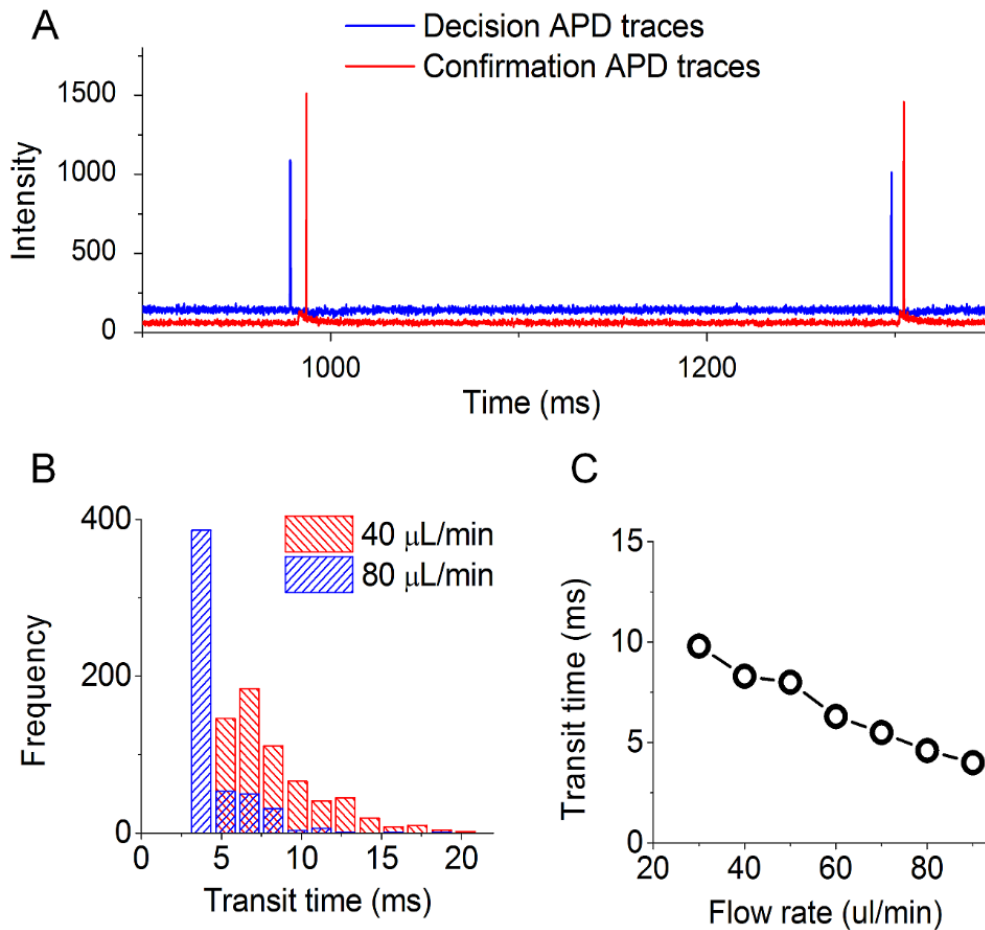 A
Decision APD traces
Confirmation APD traces
1500
1000
500
0
Intensity
1000
1200
Time (ms)
B
40 μL/min
80 μL/min
400
200
0
Frequency
0
5
10
15
20
Transit time (ms)
C
15
10
5
0
Transit time (ms)
20
40
60
80
Flow rate (ul/min)